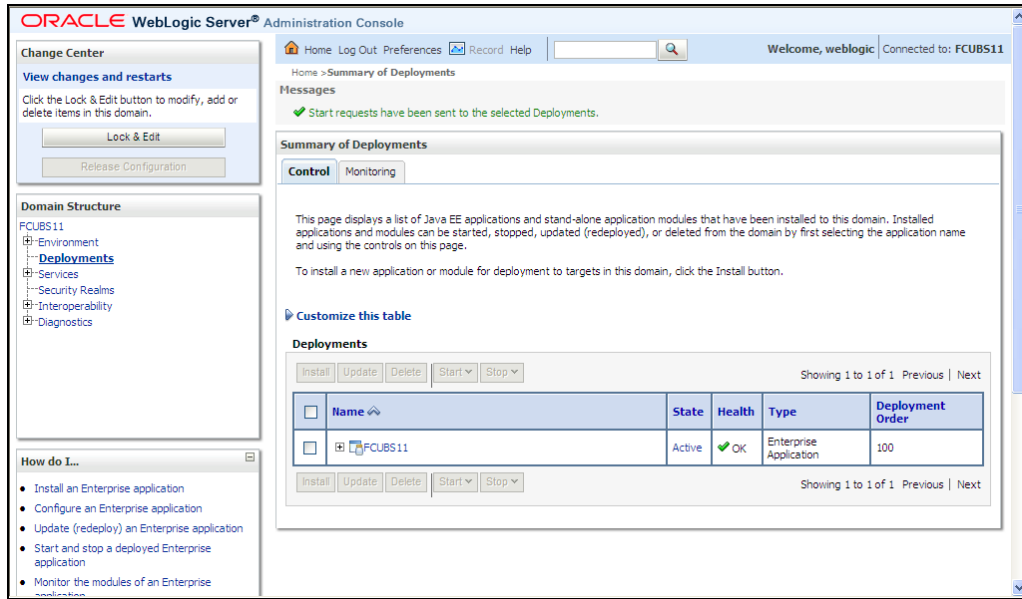 ORACLE WebLogic Server® Administration Console
Change Center
View changes and restarts
Click the Lock & Edit button to modify, add or
delete items in this domain.
Lock & Edit
Release Configuration
Domain Structure
FCUBS11
Environment
Deployments
Services
Security Realms
Interoperability
Diagnostics
How do I...
Install an Enterprise application
Configure an Enterprise application
Update (redeploy) an Enterprise application
Start and stop a deployed Enterprise
application
Monitor the modules of an Enterprise
application
Home Log Out Preferences Record Help
Welcome, weblogic Connected to: FCUBS11
Home >Summary of Deployments
Messages
Start requests have been sent to the selected Deployments.
Summary of Deployments
Control Monitoring
This page displays a list of Java EE applications and stand-alone application modules that have been installed to this domain. Installed
applications and modules can be started, stopped, updated (redeployed), or deleted from the domain by first selecting the application name
and using the controls on this page.
To install a new application or module for deployment to targets in this domain, click the Install button.
Customize this table
Deployments
Install Update Delete Start Stop
Showing 1 to 1 of 1 Previous | Next
Name State Health Type Deployment
Order
FCUBS11 Active OK Enterprise
Application 100
Install Update Delete Start Stop
Showing 1 to 1 of 1 Previous | Next